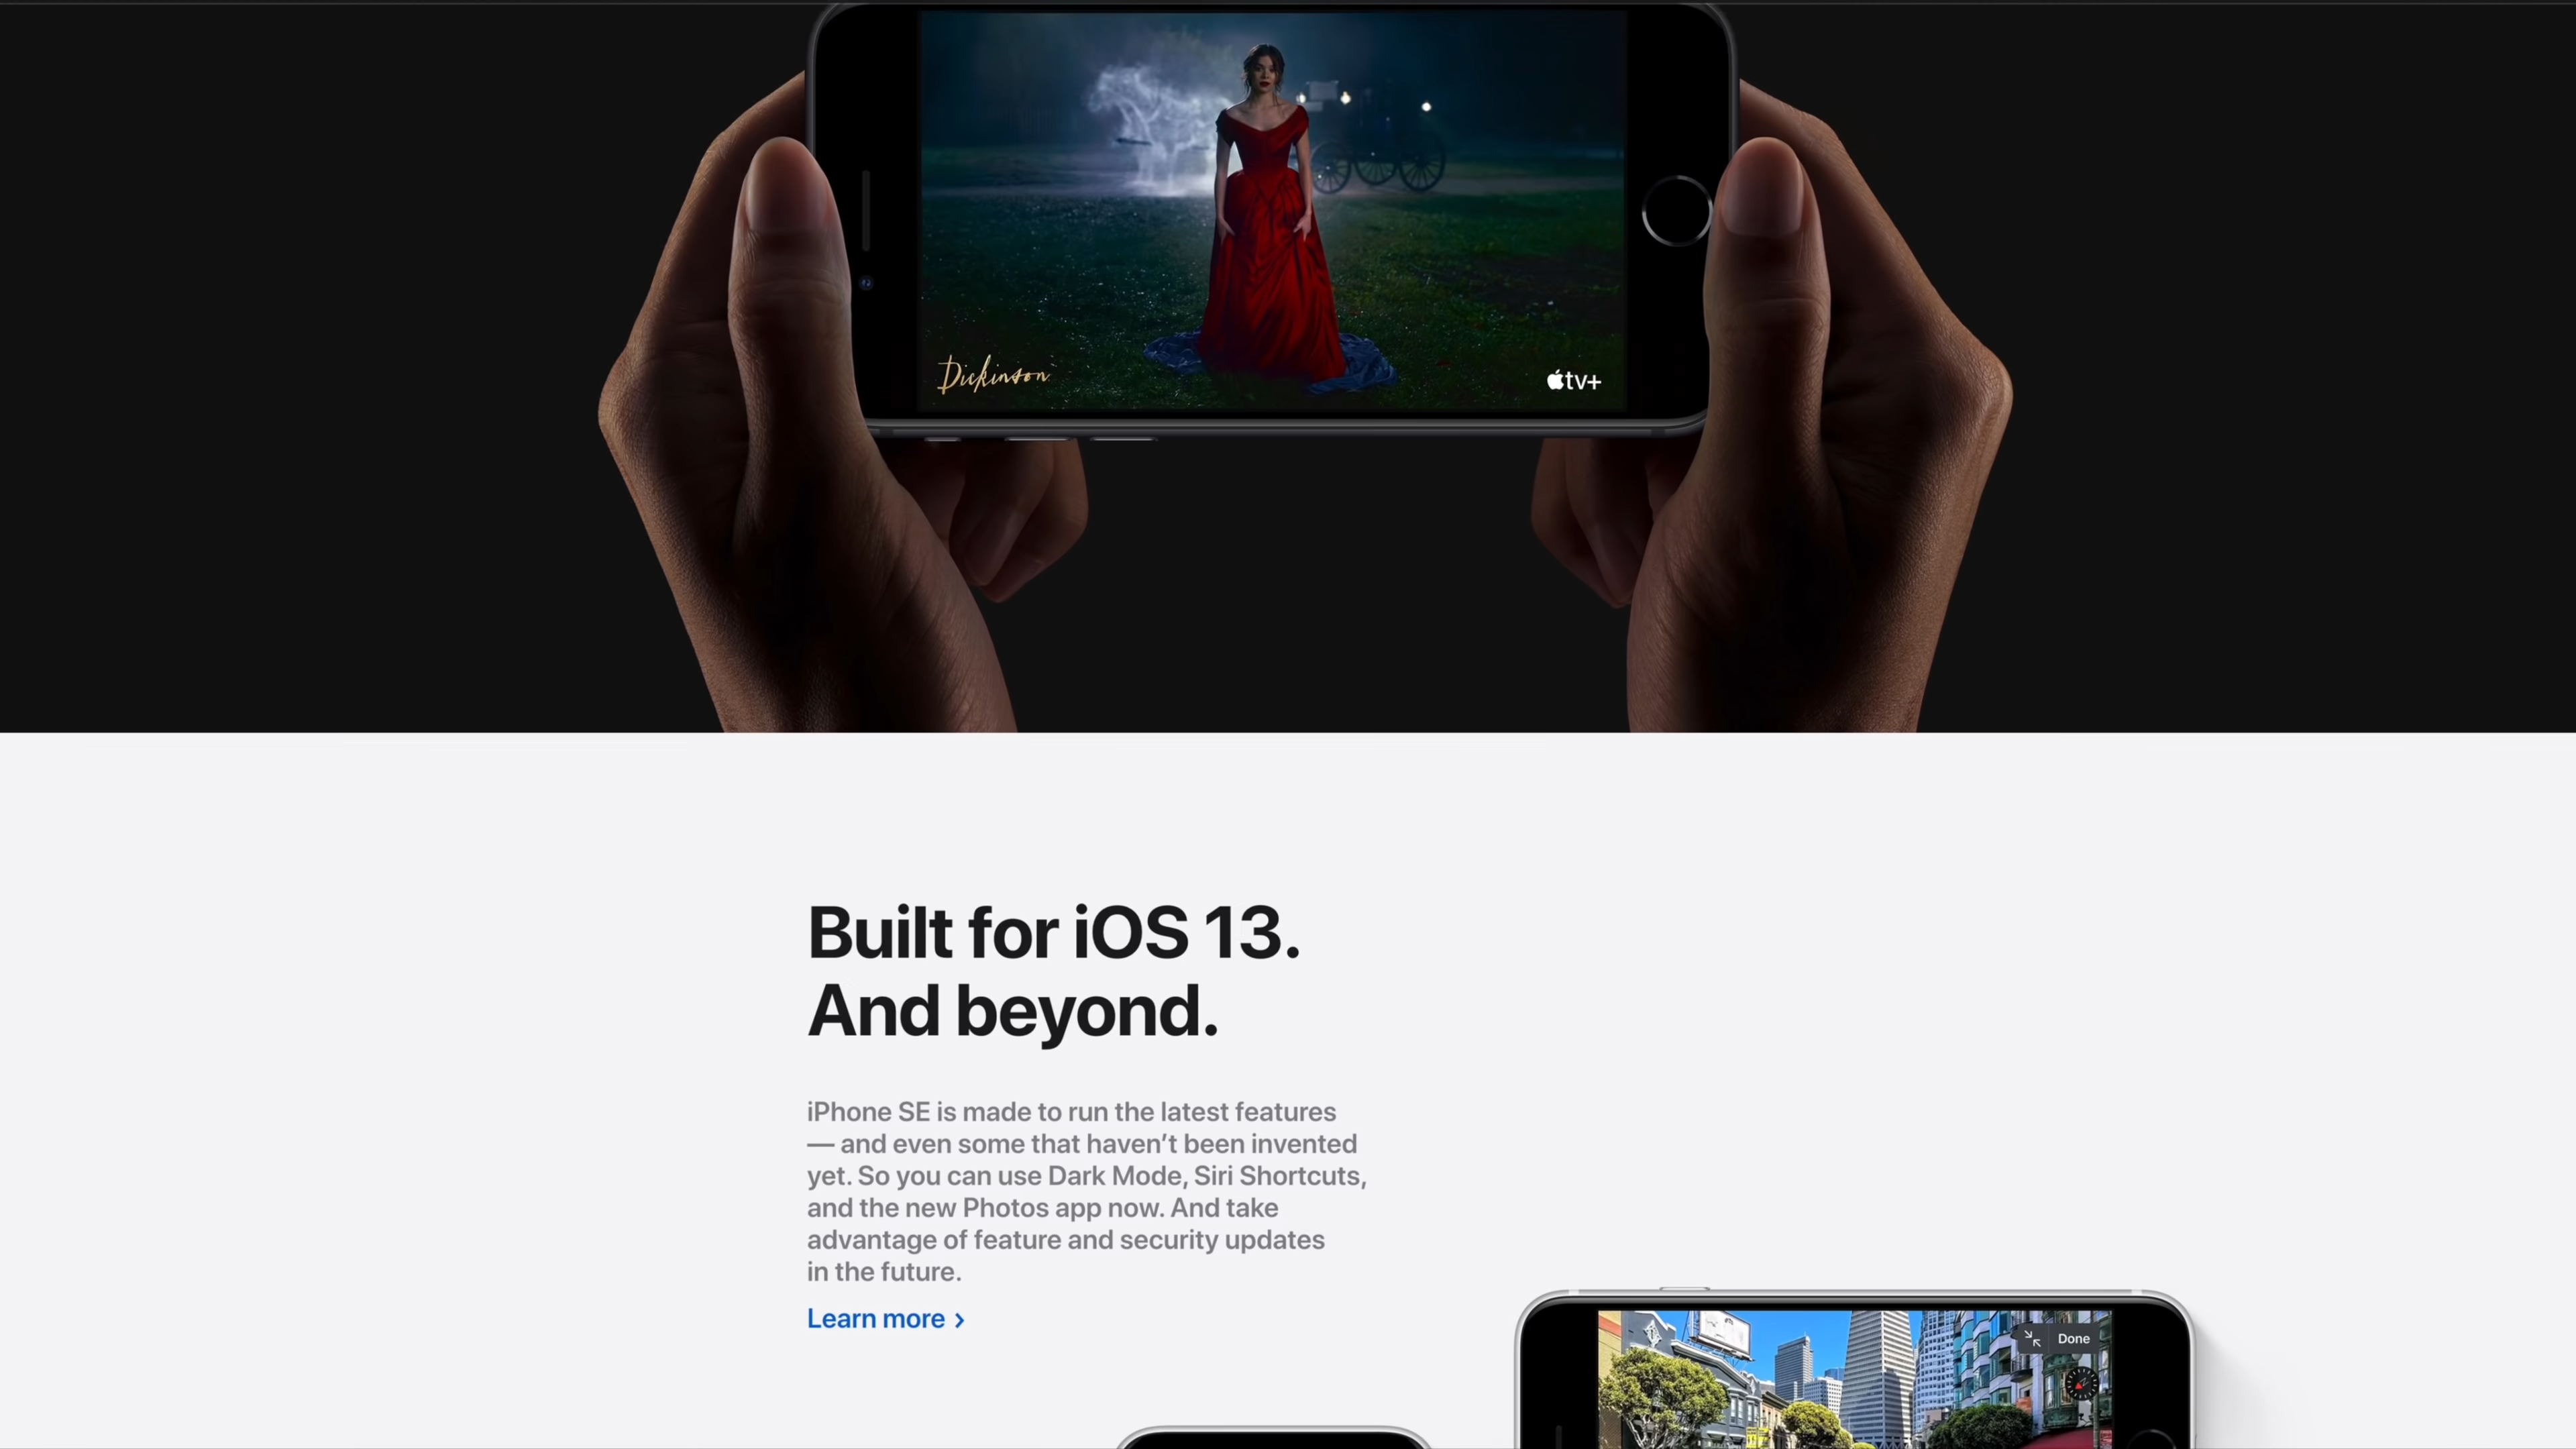 Dickinson
tv+
Built for iOS 13.
And beyond.
iPhone SE is made to run the latest features
— and even some that haven’t been invented
yet. So you can use Dark Mode, Siri Shortcuts,
and the new Photos app now. And take
advantage of feature and security updates
in the future.
Learn more ›
Done